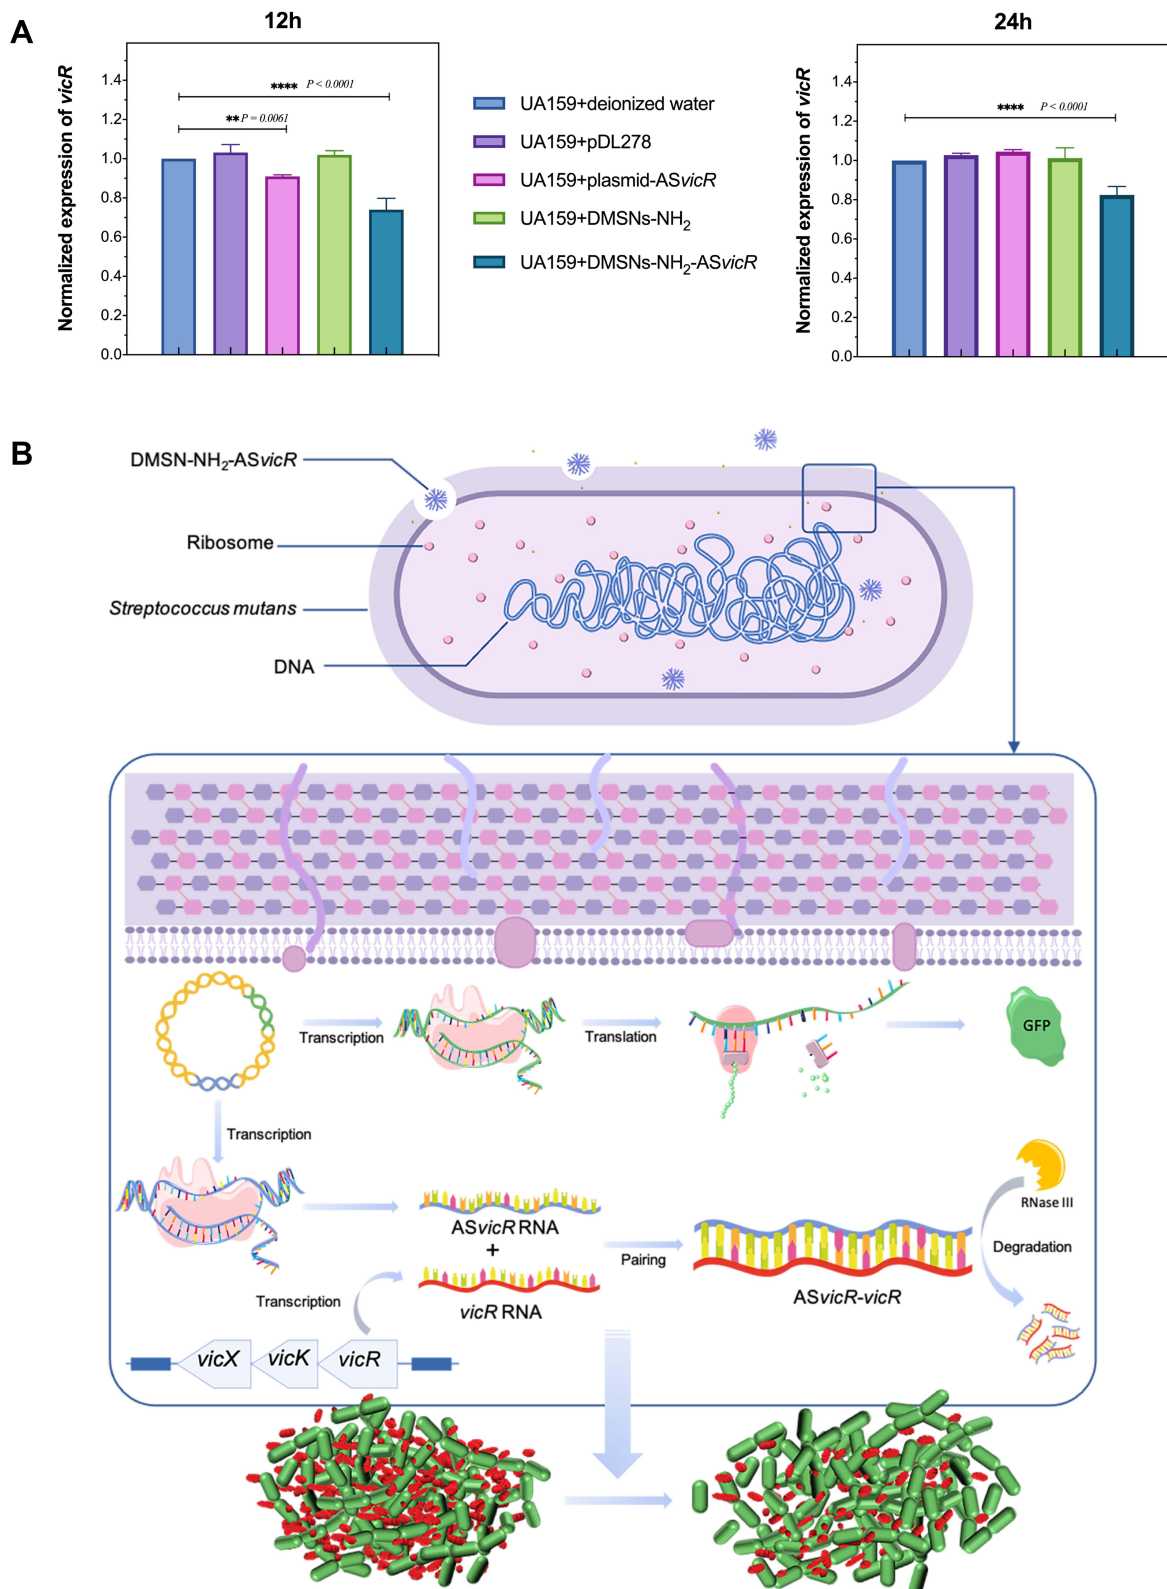 A
12h
Normalized expression of vicR
1.4
1.2
1.0
0.8
0.6
0.4
0.2
0.0
**** P < 0.0001
** P = 0.0061
UA159+deionized water
UA159+pDL278
UA159+plasmid-ASvicR
UA159+DMSNs-NH2
UA159+DMSNs-NH2-ASvicR
24h
Normalized expression of vicR
1.4
1.2
1.0
0.8
0.6
0.4
0.2
0.0
**** P < 0.0001
B
DMSN-NH2-ASvicR
Ribosome
Streptococcus mutans
DNA
Transcription
Translation
GFP
Transcription
ASvicR RNA
+
vicR RNA
Transcription
Pairing
ASvicR-vicR
RNase III
Degradation
vicX
vicK
vicR